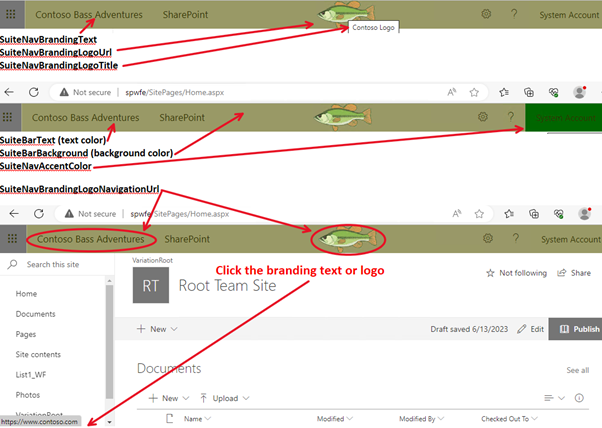 Contoso Bass Adventures SharePoint System Account
Contoso Logo
SuiteNavBrandingText
SuiteNavBrandingLogoUrl
SuiteNavBrandingLogoTitle
Not secure spwfe/SitePages/Home.aspx
Contoso Bass Adventures SharePoint System Account
SuiteBarText (text color)
SuiteBarBackground (background color)
SuiteNavAccentColor
SuiteNavBrandingLogoNavigationUrl
Not secure spwfe/SitePages/Home.aspx
Contoso Bass Adventures SharePoint System Account
Search this site
VariationRoot
Click the branding text or logo
Not following Share
RT Root Team Site
Home
Documents
Pages
Site contents
List1_WF
Photos
VariationRoot
New Draft saved 6/13/2023 Edit Publish
Documents See all
New Upload
Name Modified Modified By Checked Out To
https://www.contoso.com